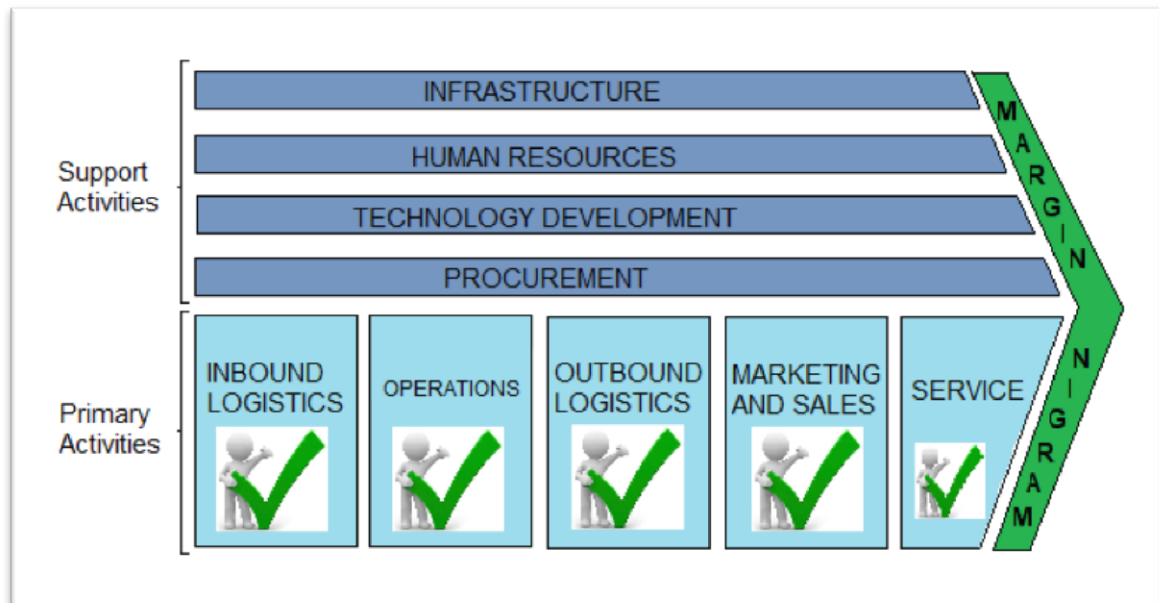 Support
Activities
INFRASTRUCTURE
HUMAN RESOURCES
TECHNOLOGY DEVELOPMENT
PROCUREMENT
Primary
Activities
INBOUND
LOGISTICS
OPERATIONS
OUTBOUND
LOGISTICS
MARKETING
AND SALES
SERVICE
MARGIN
MARGIN